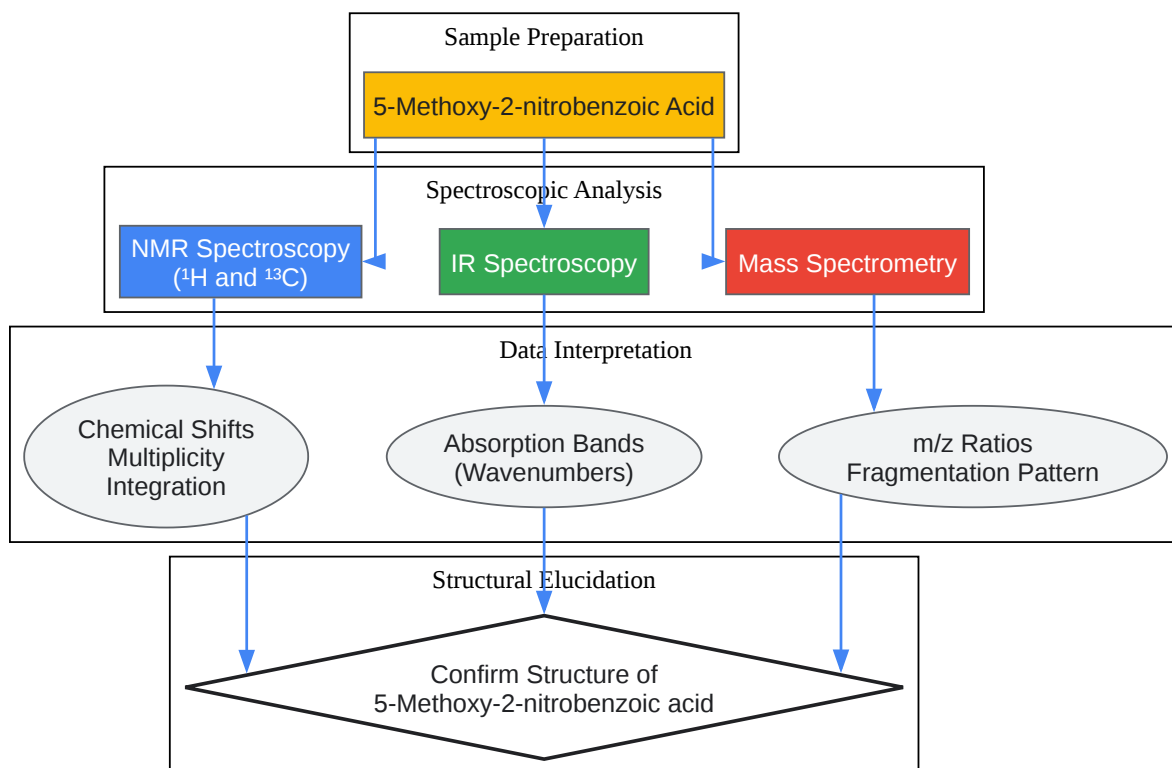 Sample Preparation
5-Methoxy-2-nitrobenzoic Acid
Spectroscopic Analysis
NMR Spectroscopy
(¹H and ¹³C)
IR Spectroscopy
Mass Spectrometry
Data Interpretation
Chemical Shifts
Multiplicity
Integration
Absorption Bands
(Wavenumbers)
m/z Ratios
Fragmentation Pattern
Structural Elucidation
Confirm Structure of
5-Methoxy-2-nitrobenzoic acid